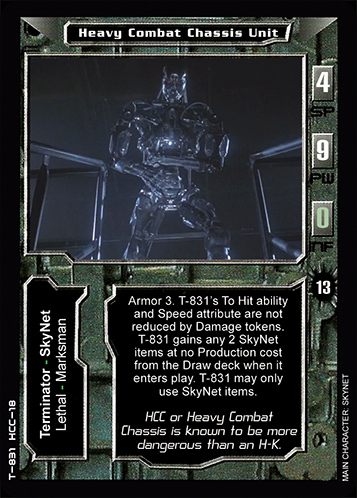 Heavy Combat Chassis Unit
4
SP
9
PW
0
NF
13
Terminator - SkyNet
Lethal - Marksman
Armor 3. T-831's To Hit ability
and Speed attribute are not
reduced by Damage tokens.
T-831 gains any 2 SkyNet
items at no Production cost
from the Draw deck when it
enters play. T-831 may only
use SkyNet items.
HCC or Heavy Combat
Chassis is known to be more
dangerous than an H-K.
T-831 HCC-18
MAIN CHARACTER: SKYNET